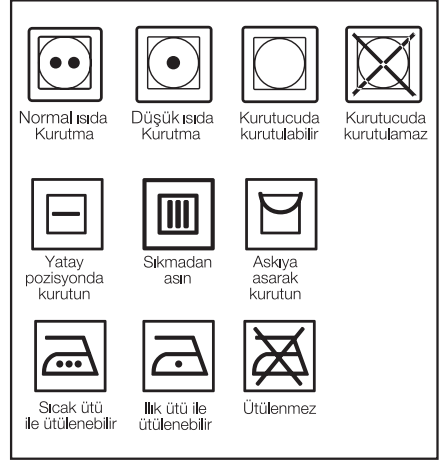 Normal ısıda
Kurutma
Düşük ısıda
Kurutma
Kurutucuda
kurutulabilir
Kurutucuda
kurutulamaz
Yatay
pozisyonda
kurutun
Sıkmadan
asın
Askıya
asarak
kurutun
Sıcak ütü
ile ütülenebilir
Ilık ütü ile
ütülenebilir
Ütülenmez